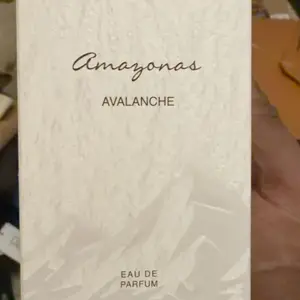 Amazonas
AVALANCHE
EAU DE
PARFUM